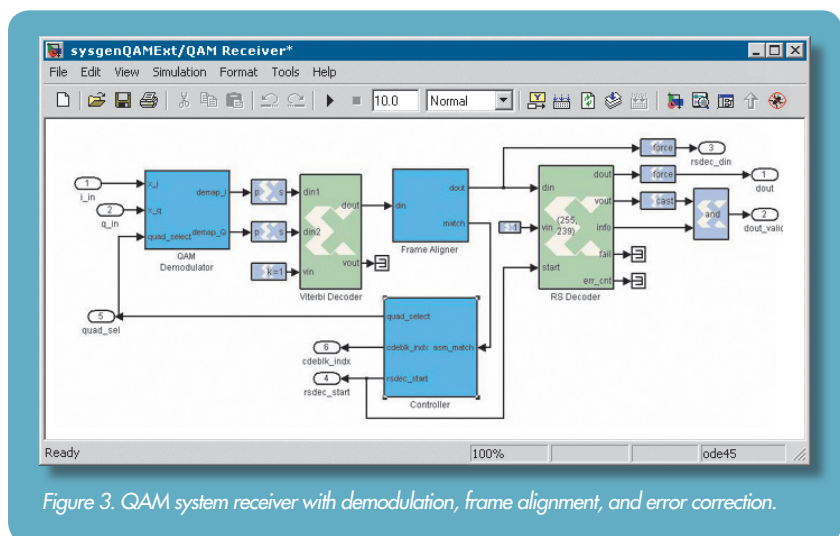 sysgenQAMExt/QAM Receiver*
File Edit View Simulation Format Tools Help
10.0 Normal
1
i_in
2
q_in
x_i
x_q
quad_select
demap_I
demap_Q
QAM
Demodulator
p s
p s
k=1
din1
din2
vin
dout
vout
Viterbi Decoder
din
dout
match
Frame Aligner
din
vin
start
(255,
239)
dout
vout
info
fail
err_cnt
RS Decoder
force
3
rsdec_din
force
1
dout
cast
and
2
dout_valid
5
quad_sel
6
cdeblk_indx
4
rsdec_start
quad_select
cdeblk_indx
asm_match
rsdec_start
Controller
Ready 100% ode45
Figure 3. QAM system receiver with demodulation, frame alignment, and error correction.